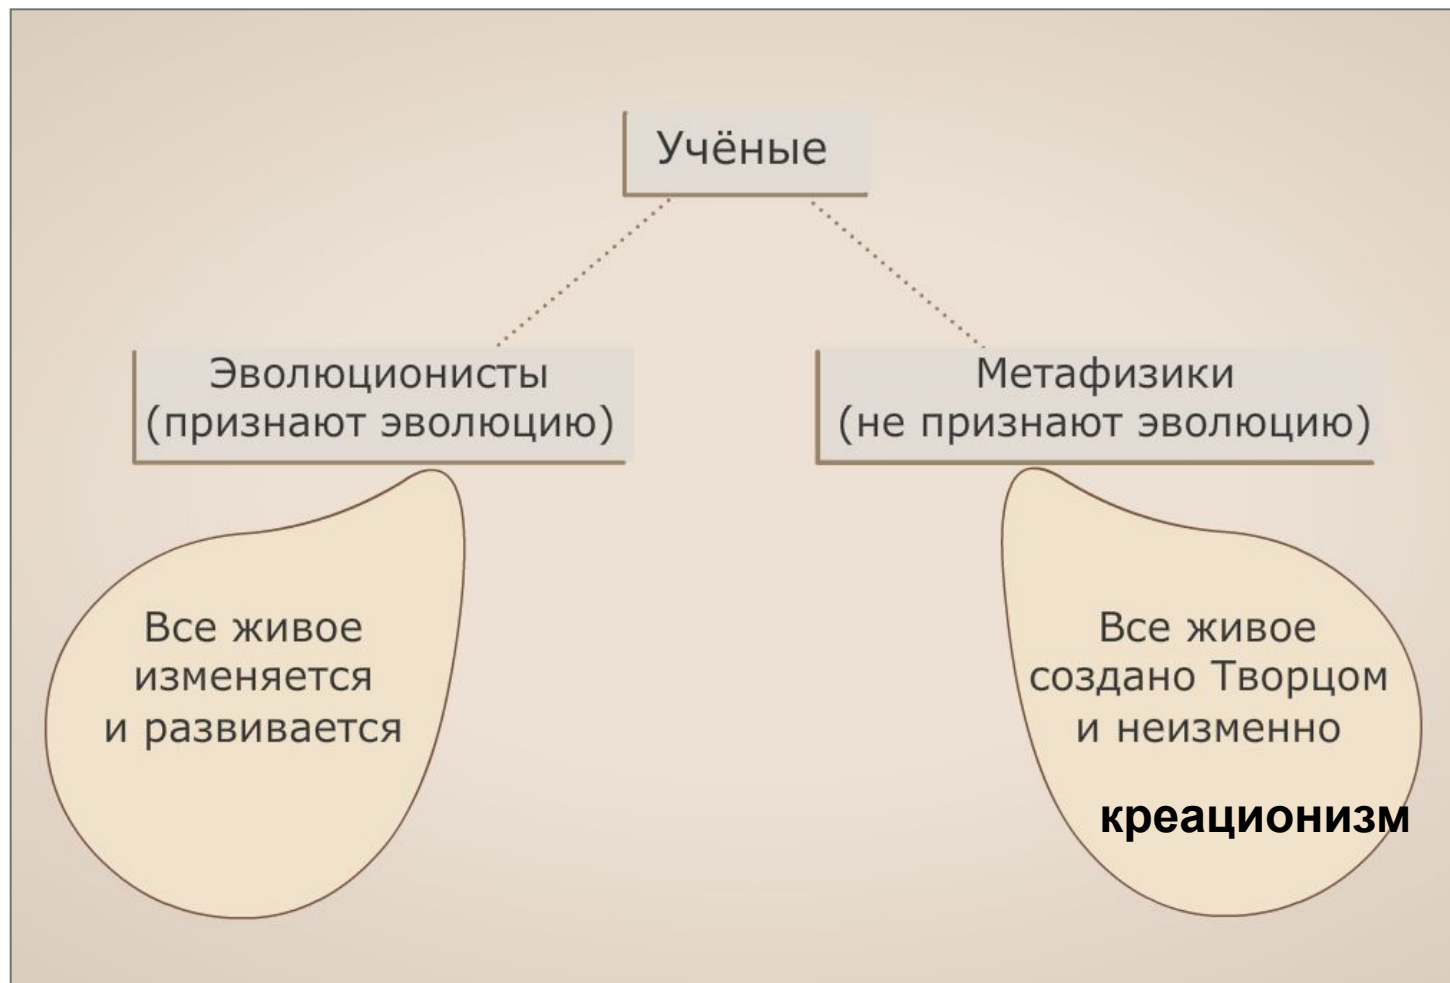 Учёные
Эволюционисты
(признают эволюцию)
Метафизики
(не признают эволюцию)
Все живое
изменяется
и развивается
Все живое
создано Творцом
и неизменно
креационизм